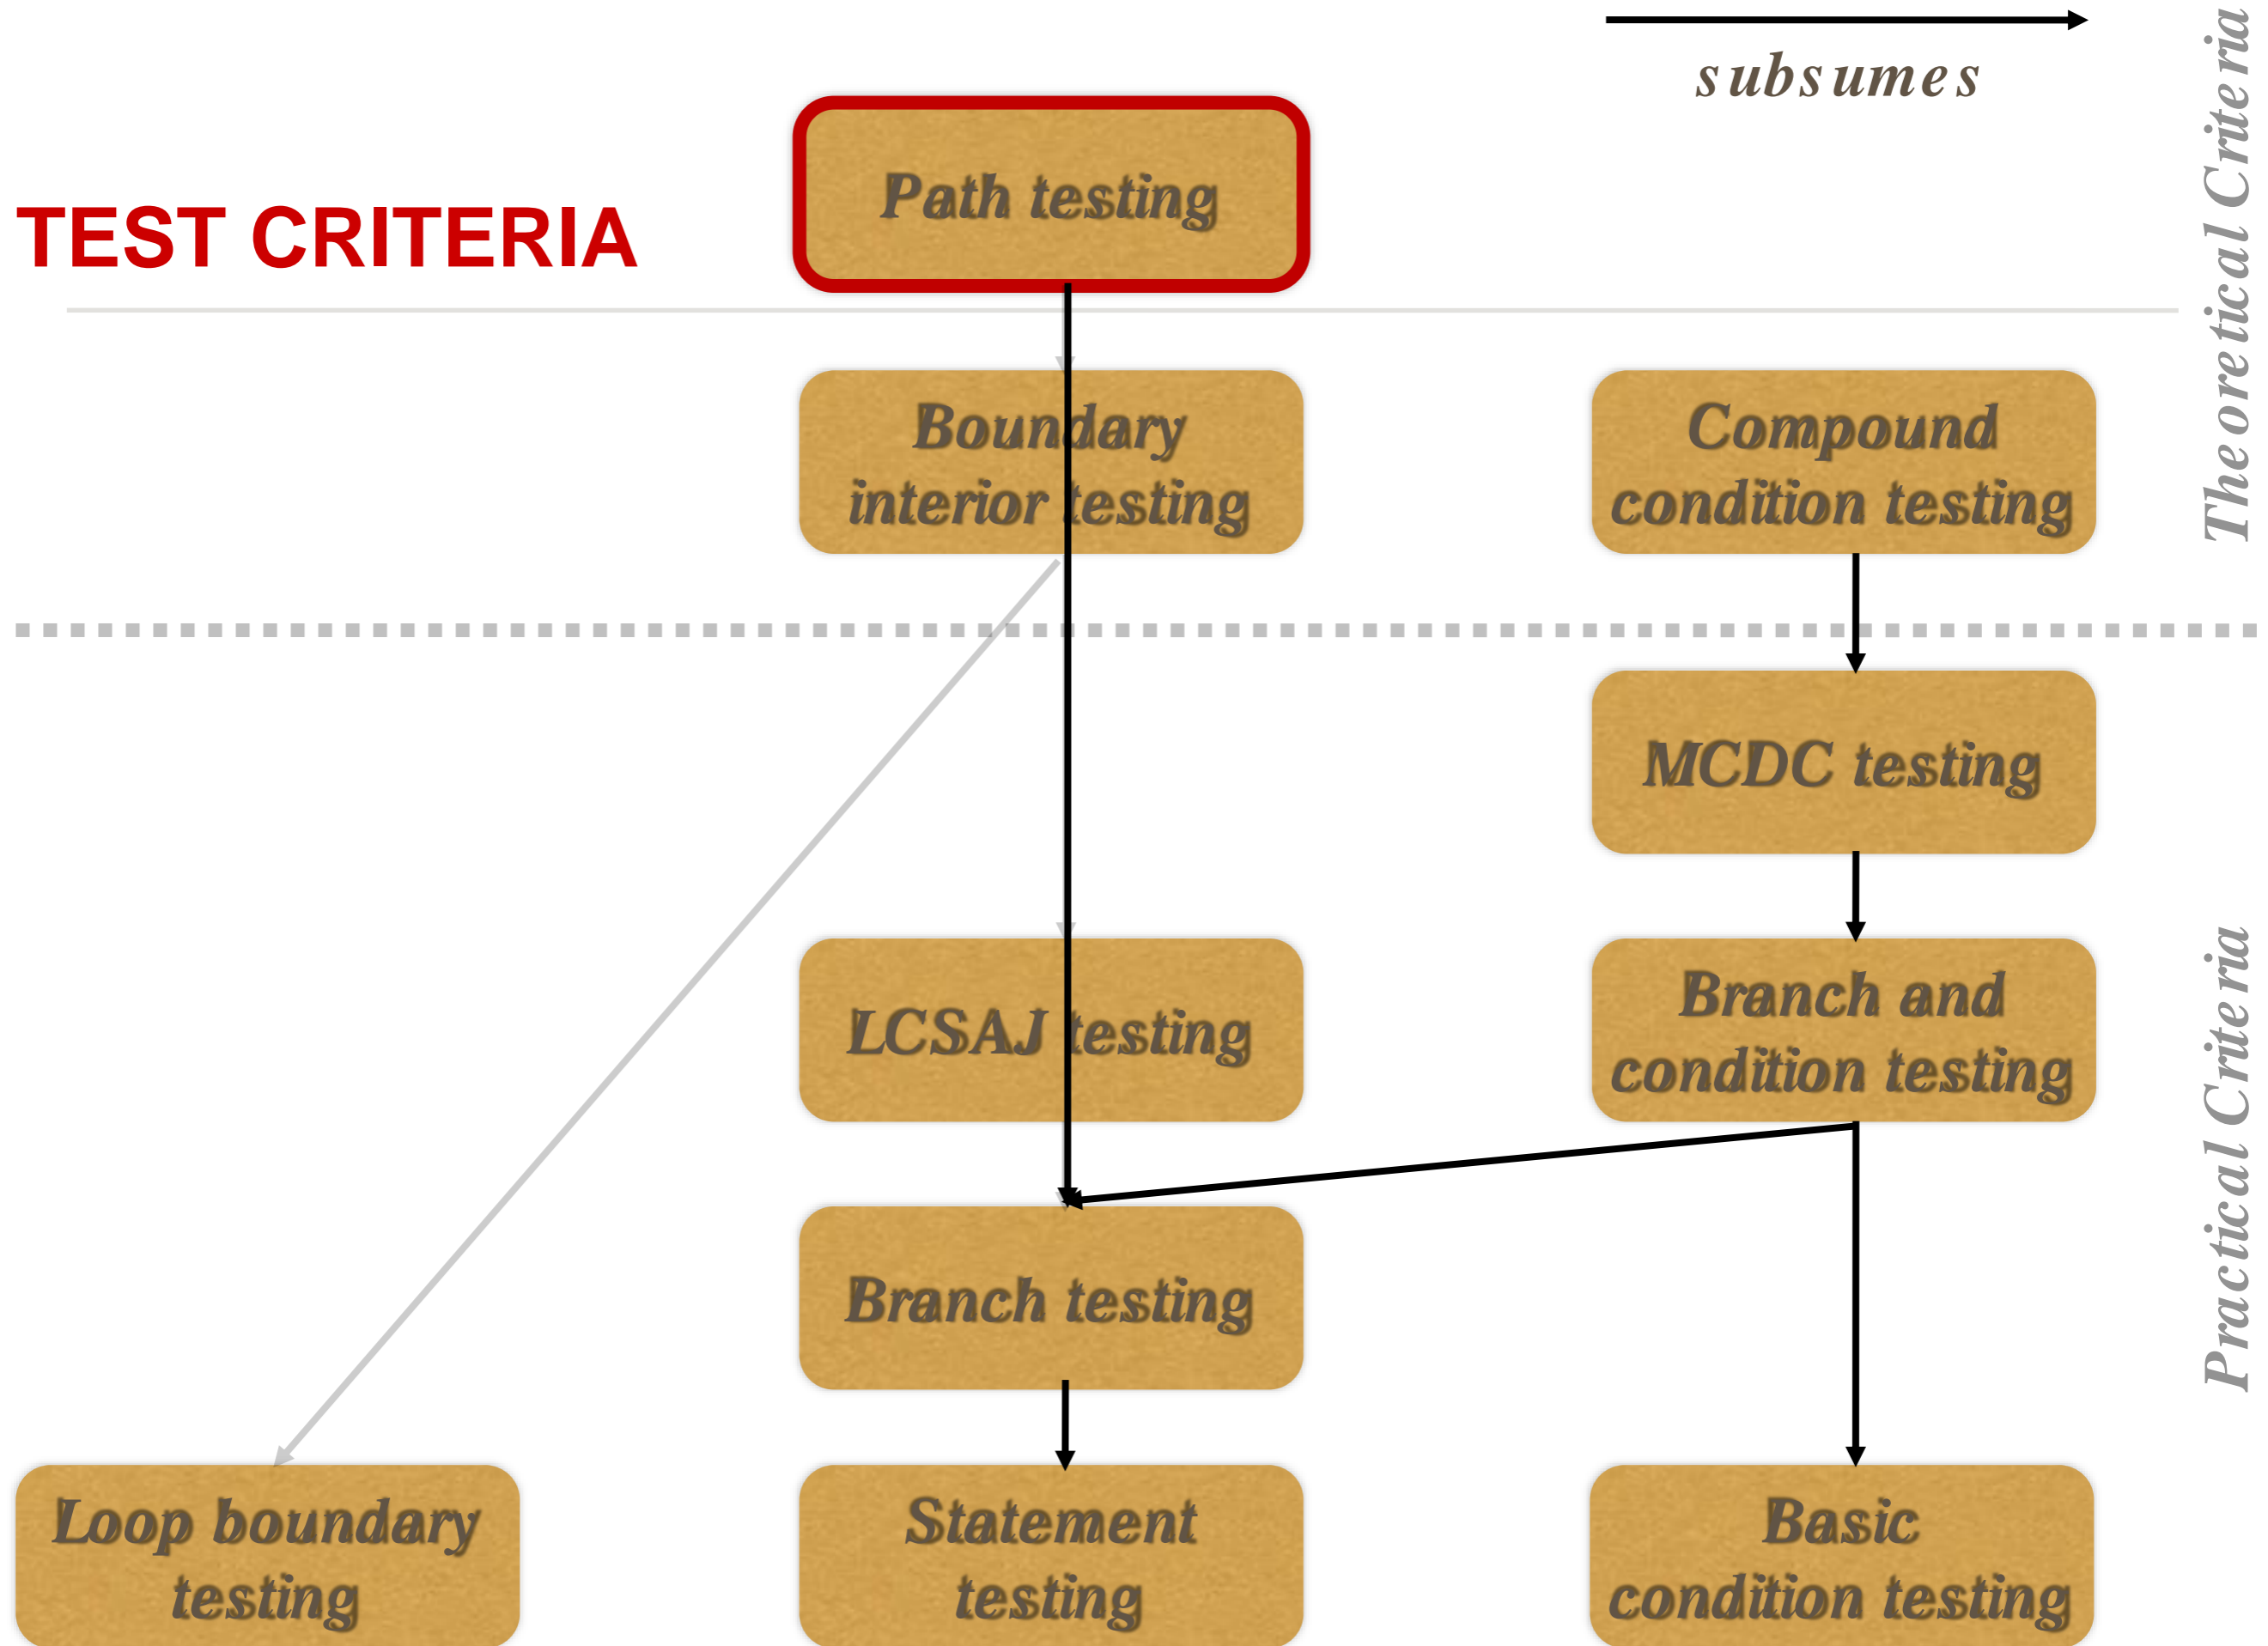 subsumes
Path testing
TEST CRITERIA
Theoretical Criteria
Boundary
interior testing
Compound
condition testing
MCDC testing
LCSAJ testing
Branch and
condition testing
Practical Criteria
Branch testing
Loop boundary
testing
Statement
testing
Basic
condition testing